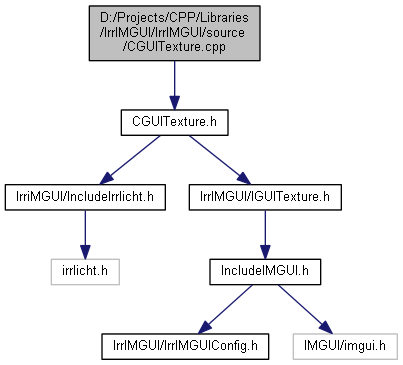 D:/Projects/CPP/Libraries
/IrrIMGUI/IrrIMGUI/source
/CGUITexture.cpp
CGUITexture.h
IrriMGUI/IncludeIrrlicht.h
IrrIMGUI/IGUITexture.h
irrlicht.h
IncludeIMGUI.h
IrrIMGUI/IrrIMGUIConfig.h
IMGUI/imgui.h